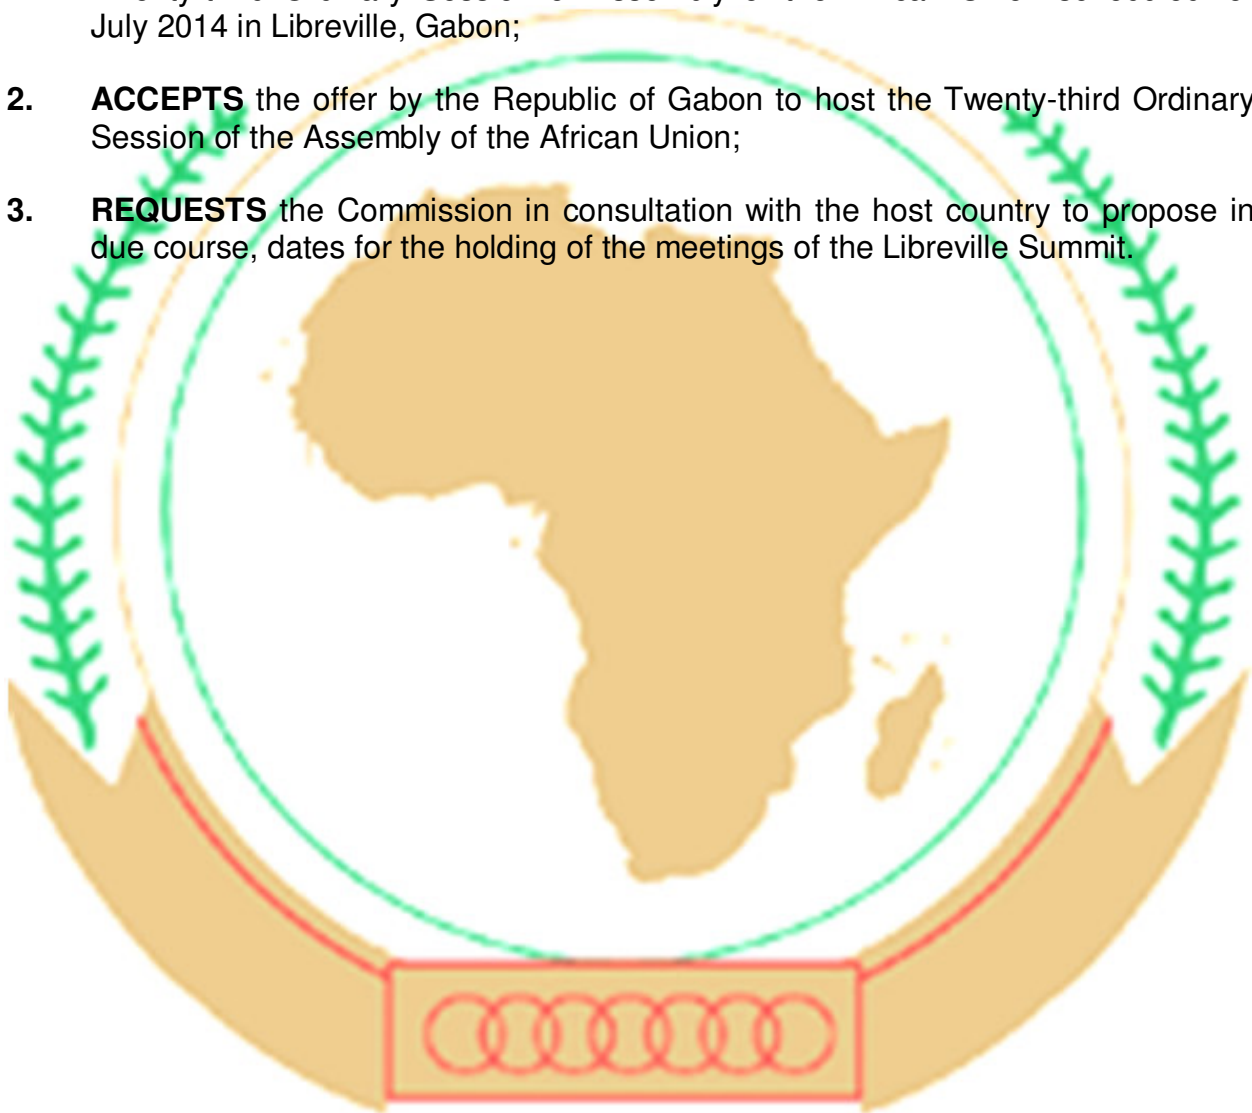 July 2014 in Libreville, Gabon;
2. ACCEPTS the offer by the Republic of Gabon to host the Twenty-third Ordinary
Session of the Assembly of the African Union;
3. REQUESTS the Commission in consultation with the host country to propose in
due course, dates for the holding of the meetings of the Libreville Summit.